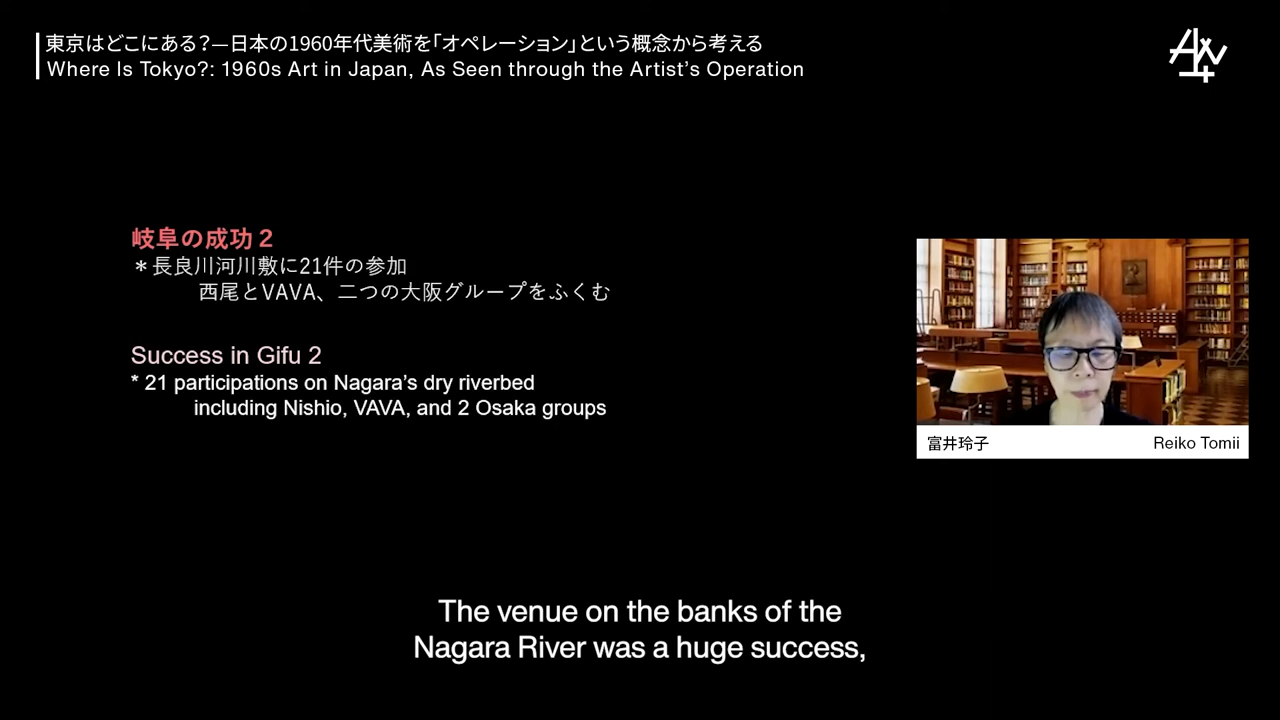 東京はどこにある?—日本の1960年代美術を「オペレーション」という概念から考える
Where Is Tokyo?: 1960s Art in Japan, As Seen through the Artist's Operation
岐阜の成功2
＊長良川河川敷に21件の参加
西尾とVAVA、二つの大阪グループをふくむ
Success in Gifu 2
* 21 participations on Nagara's dry riverbed
including Nishio, VAVA, and 2 Osaka groups
富井玲子 Reiko Tomii
The venue on the banks of the
Nagara River was a huge success,